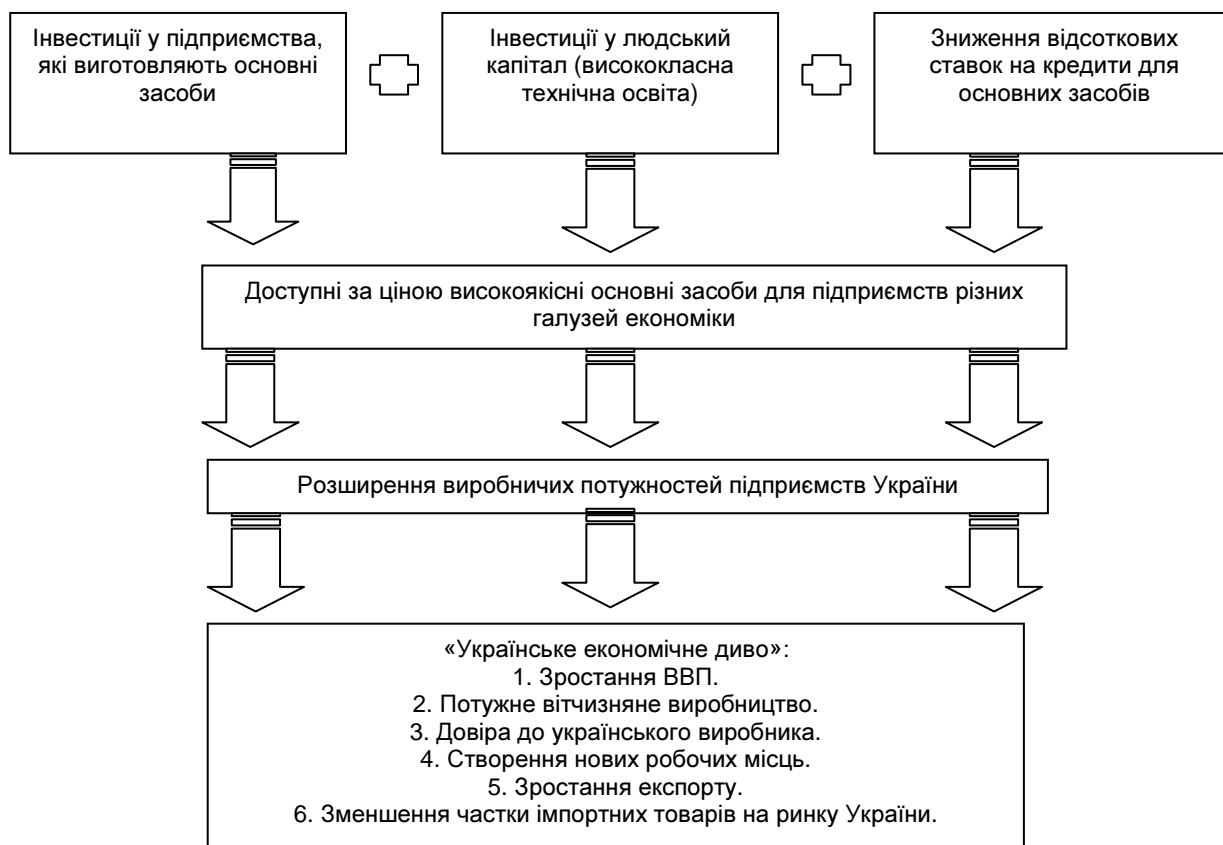 Інвестиції у підприємства,
які виготовляють основні
засоби
Інвестиції у людський
капітал (висококласна
технічна освіта)
Зниження відсоткових
ставок на кредити для
основних засобів
Доступні за ціною високоякісні основні засоби для підприємств різних
галузей економіки
Розширення виробничих потужностей підприємств України
«Українське економічне диво»:
1. Зростання ВВП.
2. Потужне вітчизняне виробництво.
3. Довіра до українського виробника.
4. Створення нових робочих місць.
5. Зростання експорту.
6. Зменшення частки імпортних товарів на ринку України.